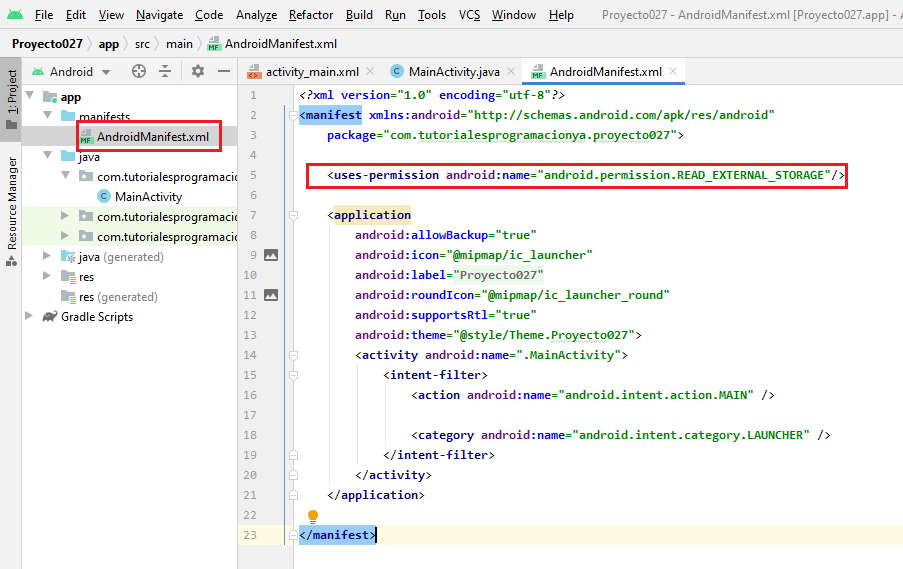 File Edit View Navigate Code Analyze Refactor Build Run Tools VCS Window Help Proyecto027 - AndroidManifest.xml [Proyecto027.app] - A
Proyecto027 app src main AndroidManifest.xml
Android
activity_main.xml MainActivity.java AndroidManifest.xml
1: Project
Resource Manager
app
manifests
AndroidManifest.xml
java
com.tutorialesprogramacio
MainActivity
com.tutorialesprogramacio
com.tutorialesprogramacio
java (generated)
res
res (generated)
Gradle Scripts
1 <?xml version="1.0" encoding="utf-8"?>
2 <manifest xmlns:android="http://schemas.android.com/apk/res/android"
3 package="com.tutorialesprogramacionya.proyecto027">
4
5 <uses-permission android:name="android.permission.READ_EXTERNAL_STORAGE"/>
6
7 <application
8 android:allowBackup="true"
9 android:icon="@mipmap/ic_launcher"
10 android:label="Proyecto027"
11 android:roundIcon="@mipmap/ic_launcher_round"
12 android:supportsRtl="true"
13 android:theme="@style/Theme.Proyecto027">
14 <activity android:name=".MainActivity">
15 <intent-filter>
16 <action android:name="android.intent.action.MAIN" />
17
18 <category android:name="android.intent.category.LAUNCHER" />
19 </intent-filter>
20 </activity>
21 </application>
22
23 </manifest>